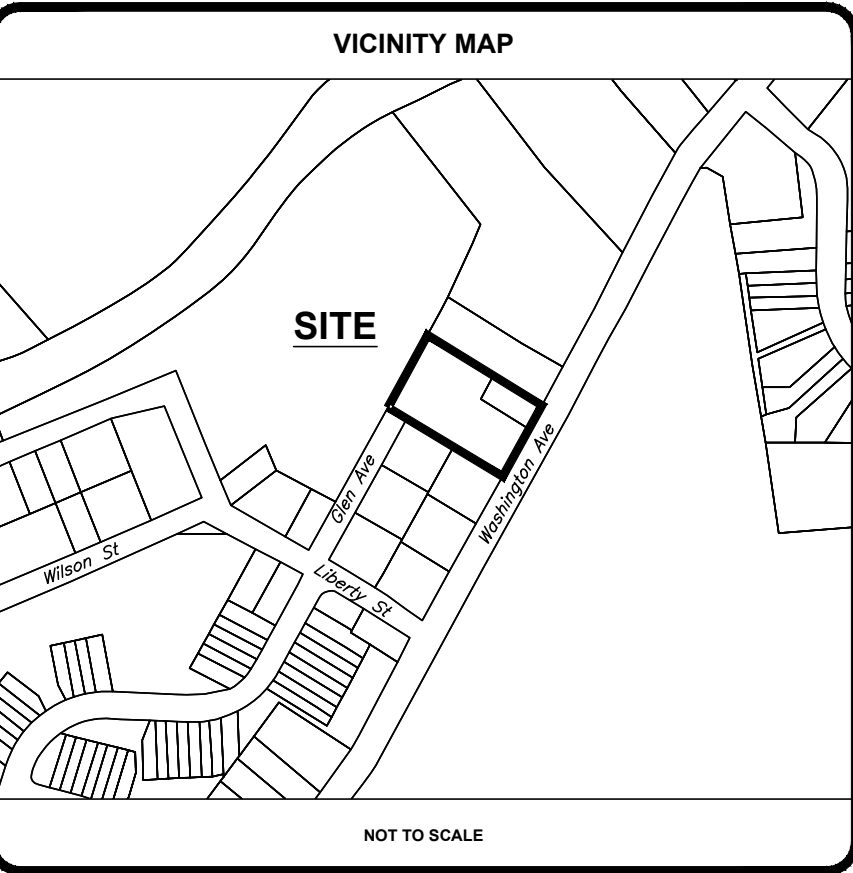 VICINITY MAP
SITE
Glen Ave
Washington Ave
Wilson St
Liberty St
NOT TO SCALE